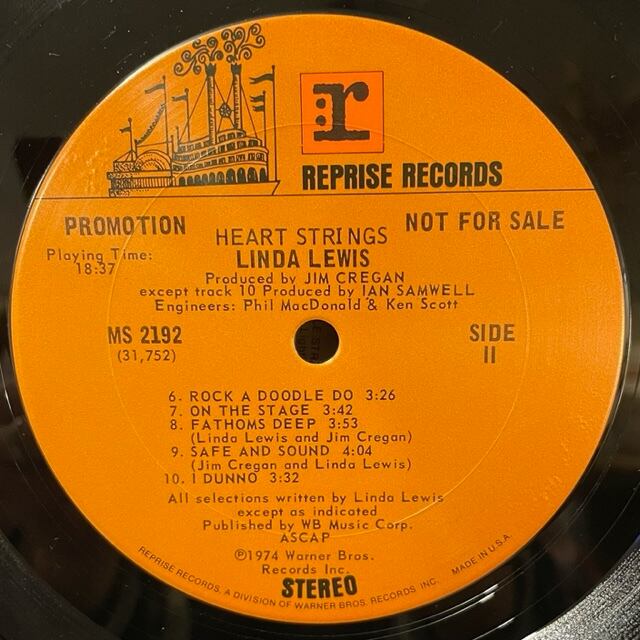 r
REPRISE RECORDS
PROMOTION
NOT FOR SALE
Playing Time:
18:37
HEART STRINGS
LINDA LEWIS
Produced by JIM CREGAN
except track 10 Produced by IAN SAMWELL
Engineers: Phil MacDonald & Ken Scott
MS 2192
(31,752)
SIDE
II
6. ROCK A DOODLE DO 3:26
7. ON THE STAGE 3:42
8. FATHOMS DEEP 3:53
(Linda Lewis and Jim Cregan)
9. SAFE AND SOUND 4:04
(Jim Cregan and Linda Lewis)
10. I DUNNO 3:32
All selections written by Linda Lewis
except as indicated
Published by WB Music Corp.
ASCAP
℗1974 Warner Bros.
Records Inc.
STEREO
REPRISE RECORDS, A DIVISION OF WARNER BROS. RECORDS INC. MADE IN U.S.A.